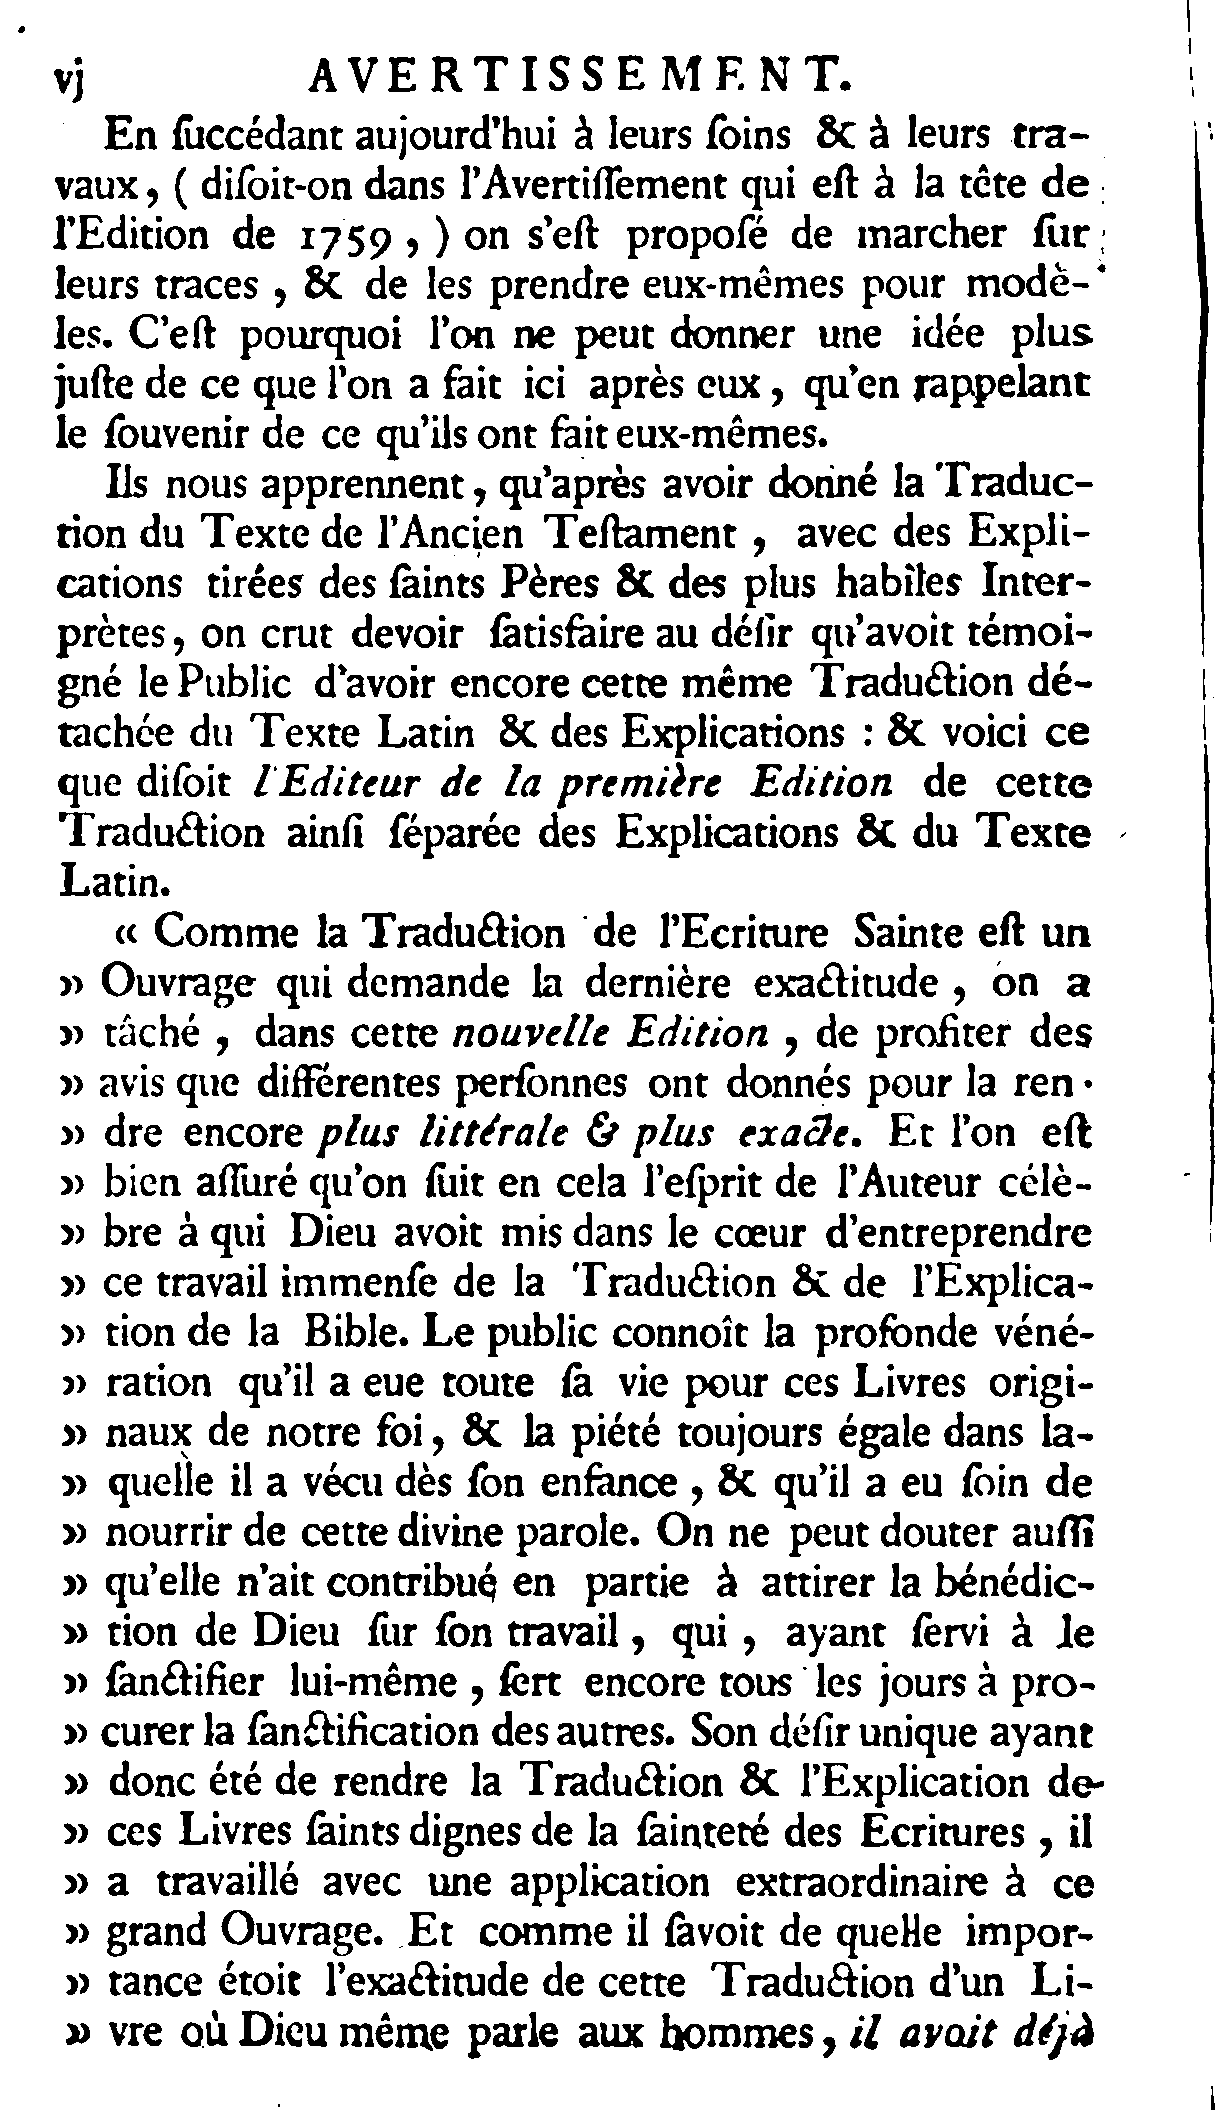 vj AVERTISSEMENT.
En ſuccédant aujourd'hui à leurs ſoins & à leurs tra-
vaux, ( diſoit-on dans l'Avertiſſement qui eſt à la tête de
l'Edition de 1759, ) on s'eſt propoſé de marcher ſur
leurs traces, & de les prendre eux-mêmes pour modè-
les. C'eſt pourquoi l'on ne peut donner une idée plus
juſte de ce que l'on a fait ici après eux, qu'en rappelant
le ſouvenir de ce qu'ils ont fait eux-mêmes.
Ils nous apprennent, qu'après avoir donné la Traduc-
tion du Texte de l'Ancien Teſtament, avec des Expli-
cations tirées des ſaints Pères & des plus habiles Inter-
prètes, on crut devoir ſatisfaire au déſir qu'avoit témoi-
gné le Public d'avoir encore cette même Traduction dé-
tachée du Texte Latin & des Explications : & voici ce
que diſoit l'Editeur de la première Edition de cette
Traduction ainſi ſéparée des Explications & du Texte
Latin.
« Comme la Traduction de l'Ecriture Sainte eſt un
» Ouvrage qui demande la dernière exactitude, on a
» tâché, dans cette nouvelle Edition, de profiter des
» avis que différentes perſonnes ont donnés pour la ren-
» dre encore plus littérale & plus exacte. Et l'on eſt
» bien aſſuré qu'on ſuit en cela l'eſprit de l'Auteur célè-
» bre à qui Dieu avoit mis dans le cœur d'entreprendre
» ce travail immenſe de la Traduction & de l'Explica-
» tion de la Bible. Le public connoît la profonde véné-
» ration qu'il a eue toute ſa vie pour ces Livres origi-
» naux de notre foi, & la piété toujours égale dans la-
» quelle il a vécu dès ſon enfance, & qu'il a eu ſoin de
» nourrir de cette divine parole. On ne peut douter auſſi
» qu'elle n'ait contribué en partie à attirer la bénédic-
» tion de Dieu ſur ſon travail, qui, ayant ſervi à le
» ſanctifier lui-même, ſert encore tous les jours à pro-
» curer la ſanctification des autres. Son déſir unique ayant
» donc été de rendre la Traduction & l'Explication de
» ces Livres ſaints dignes de la ſainteté des Ecritures, il
» a travaillé avec une application extraordinaire à ce
» grand Ouvrage. Et comme il ſavoit de quelle impor-
» tance étoit l'exactitude de cette Traduction d'un Li-
» vre où Dieu même parle aux hommes, il avoit déjà